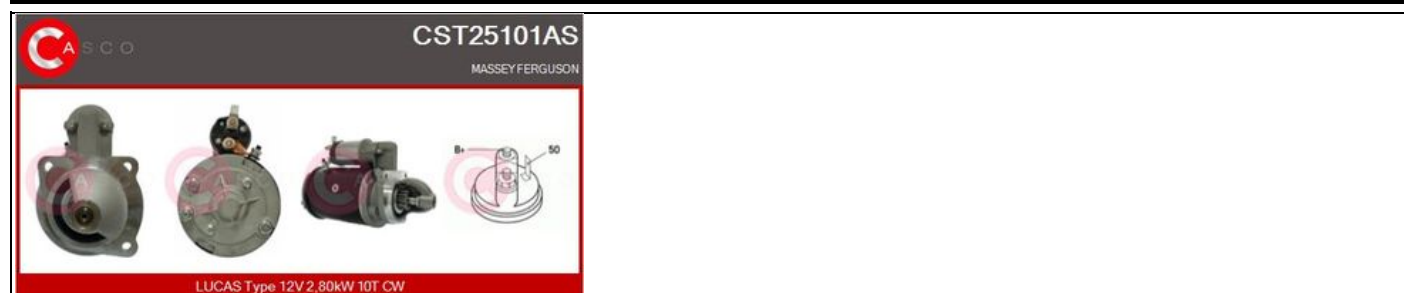 CASCO
CST25101AS
MASSEY FERGUSON
B+
50
LUCAS Type 12V 2,80kW 10T CW